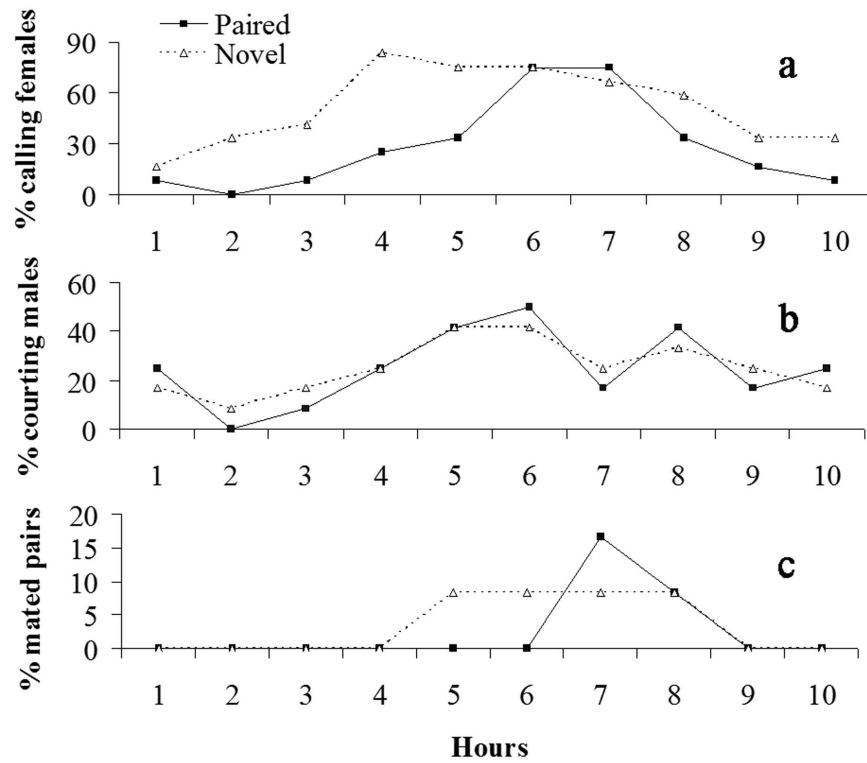 Paired
Novel
% calling females
90
60
30
0
a
1 2 3 4 5 6 7 8 9 10
% courting males
60
40
20
0
b
1 2 3 4 5 6 7 8 9 10
% mated pairs
20
15
10
5
0
c
1 2 3 4 5 6 7 8 9 10
Hours